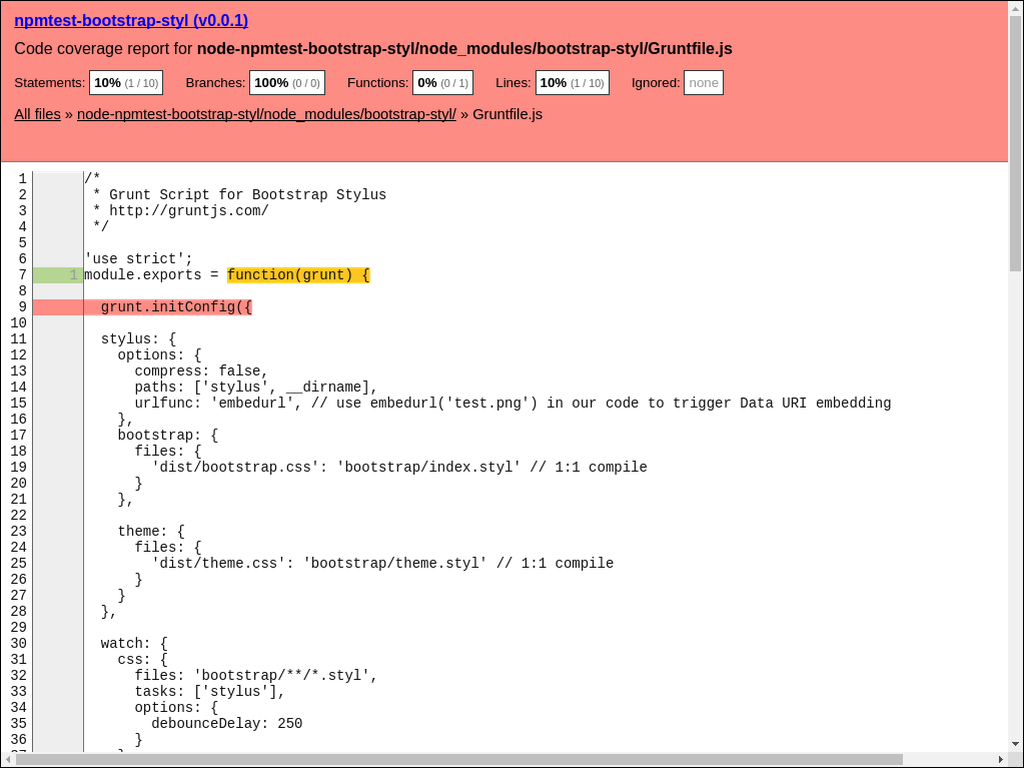 npmtest-bootstrap-styl (v0.0.1)
Code coverage report for node-npmtest-bootstrap-styl/node_modules/bootstrap-styl/Gruntfile.js
Statements: 10% (1 / 10) Branches: 100% (0 / 0) Functions: 0% (0 / 1) Lines: 10% (1 / 10) Ignored: none
All files » node-npmtest-bootstrap-styl/node_modules/bootstrap-styl/ » Gruntfile.js
1 /*
2  * Grunt Script for Bootstrap Stylus
3  * http://gruntjs.com/
4  */
5
6 'use strict';
7 1 module.exports = function(grunt) {
8
9   grunt.initConfig({
10
11   stylus: {
12     options: {
13       compress: false,
14       paths: ['stylus', __dirname],
15       urlfunc: 'embedurl', // use embedurl('test.png') in our code to trigger Data URI embedding
16     },
17     bootstrap: {
18       files: {
19         'dist/bootstrap.css': 'bootstrap/index.styl' // 1:1 compile
20       }
21     },
22
23     theme: {
24       files: {
25         'dist/theme.css': 'bootstrap/theme.styl' // 1:1 compile
26       }
27     }
28   },
29
30   watch: {
31     css: {
32       files: 'bootstrap/**/*.styl',
33       tasks: ['stylus'],
34       options: {
35         debounceDelay: 250
36       }